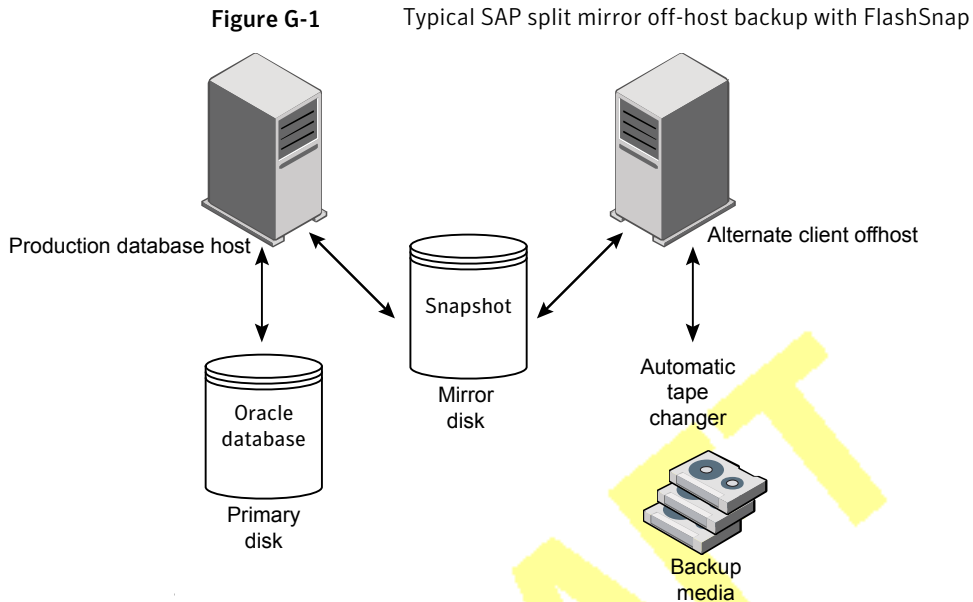 Figure G-1 Typical SAP split mirror off-host backup with FlashSnap
Production database host
Alternate client offhost
Snapshot
Mirror
disk
Oracle
database
Primary
disk
Automatic
tape
changer
Backup
media